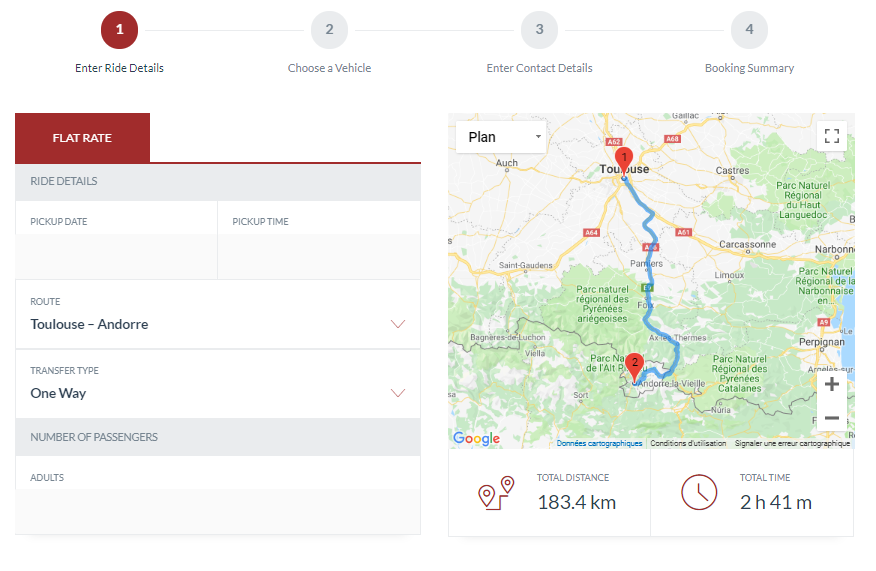 1
2
3
4
Enter Ride Details
Choose a Vehicle
Enter Contact Details
Booking Summary
FLAT RATE
RIDE DETAILS
PICKUP DATE
PICKUP TIME
ROUTE
Toulouse – Andorre
TRANSFER TYPE
One Way
NUMBER OF PASSENGERS
ADULTS
Plan
Gaillac
A62
A68
1
Auch
Toulouse
Castres
Parc Naturel
Régional
du Haut
Languedoc
A64
A61
Carcassonne
Narbonne
Saint-Gaudens
Pamiers
Limoux
Parc naturel
régional des
Pyrénées
ariégeoises
Foix
Parc Naturel
Régional de la
Narbonnaise
en...
A9
Bagnères-de-Luchon
Ax-les-Thermes
Perpignan
Viella
2
Parc Naturel
de l'Alt
Andorre-la-Vieille
Parc Naturel
Régional des
Pyrénées
Catalanes
Argelès-sur
Sort
Núria
Google
Données cartographiques
Conditions d'utilisation
Signaler une erreur cartographique
TOTAL DISTANCE
183.4 km
TOTAL TIME
2 h 41 m